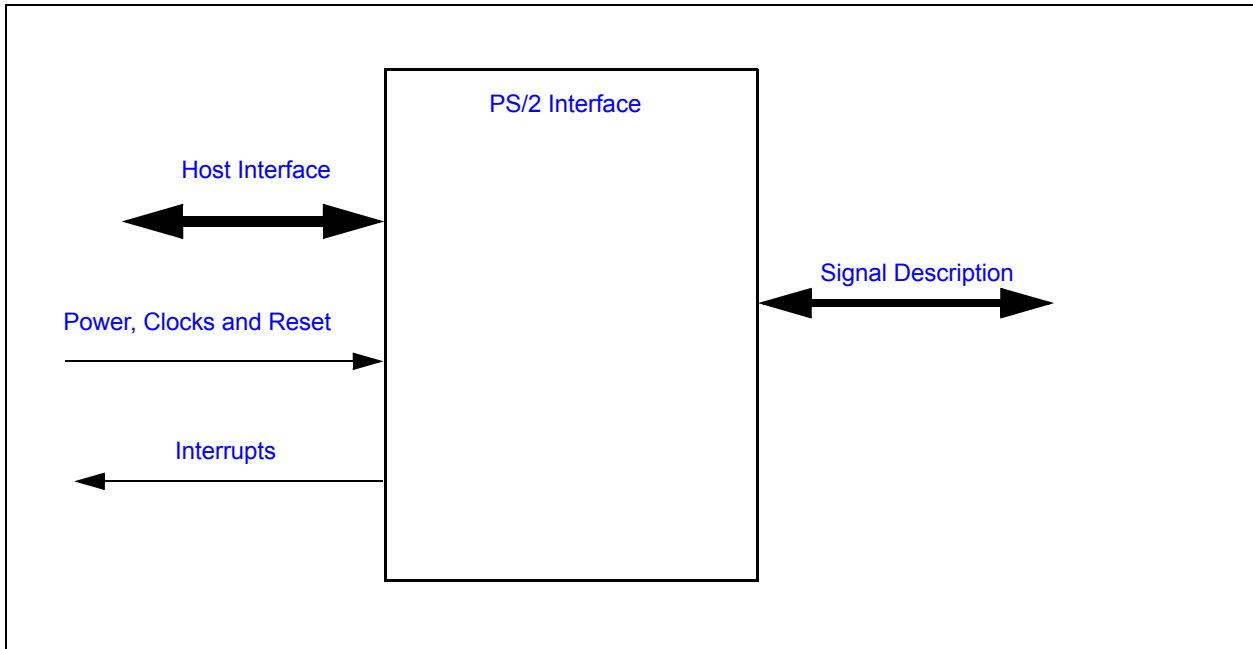 PS/2 Interface
Host Interface
Signal Description
Power, Clocks and Reset
Interrupts